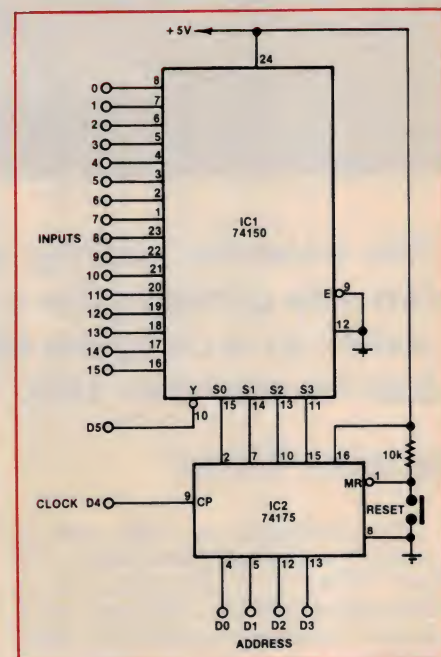 +5V
24
0 8
1 7
2 6
3 5
4 4
5 3
6 2
7 1
INPUTS 8 23
9 22
10 21
11 20
12 19
13 18
14 17
15 16
IC1
74150
E 9
12
Y S0 S1 S2 S3
10 15 14 13 11
D5
2 7 10 15 16
10k
MR 1
CLOCK D4 9 CP
IC2
74175
RESET
8
4 5 12 13
D0 D1 D2 D3
ADDRESS